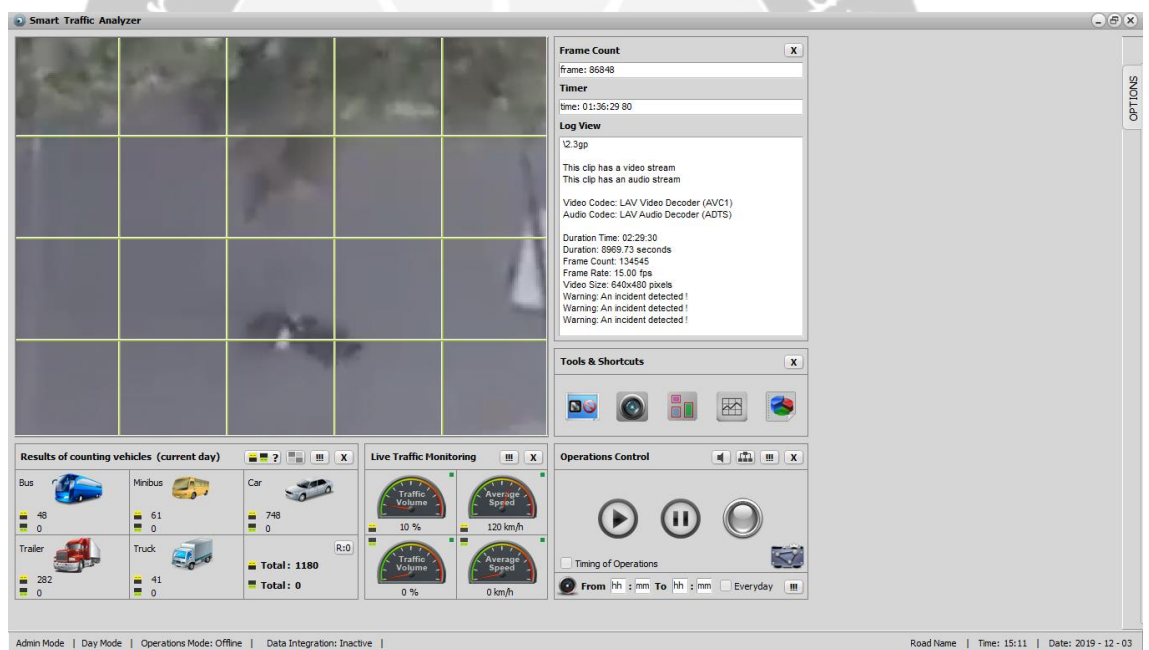 Smart Traffic Analyzer
OPTIONS
Frame Count
X
frame: 86848
Timer
time: 01:36:29 80
Log View
\2.3gp
This clip has a video stream
This clip has an audio stream
Video Codec: LAV Video Decoder (AVC1)
Audio Codec: LAV Audio Decoder (ADTS)
Duration Time: 02:29:30
Duration: 8969.73 seconds
Frame Count: 134545
Frame Rate: 15.00 fps
Video Size: 640x480 pixels
Warning: An incident detected !
Warning: An incident detected !
Warning: An incident detected !
Tools & Shortcuts
X
Results of counting vehicles (current day)
? !!! X
Bus
48
0
Minibus
61
0
Car
748
0
Trailer
282
0
Truck
41
0
R:0
Total: 1180
Total: 0
Live Traffic Monitoring
!!! X
Traffic Volume
10 %
Average Speed
120 km/h
Traffic Volume
0 %
Average Speed
0 km/h
Operations Control
!!! X
Timing of Operations
From hh : mm To hh : mm Everyday !!!
Admin Mode | Day Mode | Operations Mode: Offline | Data Integration: Inactive |
Road Name | Time: 15:11 | Date: 2019 - 12 - 03